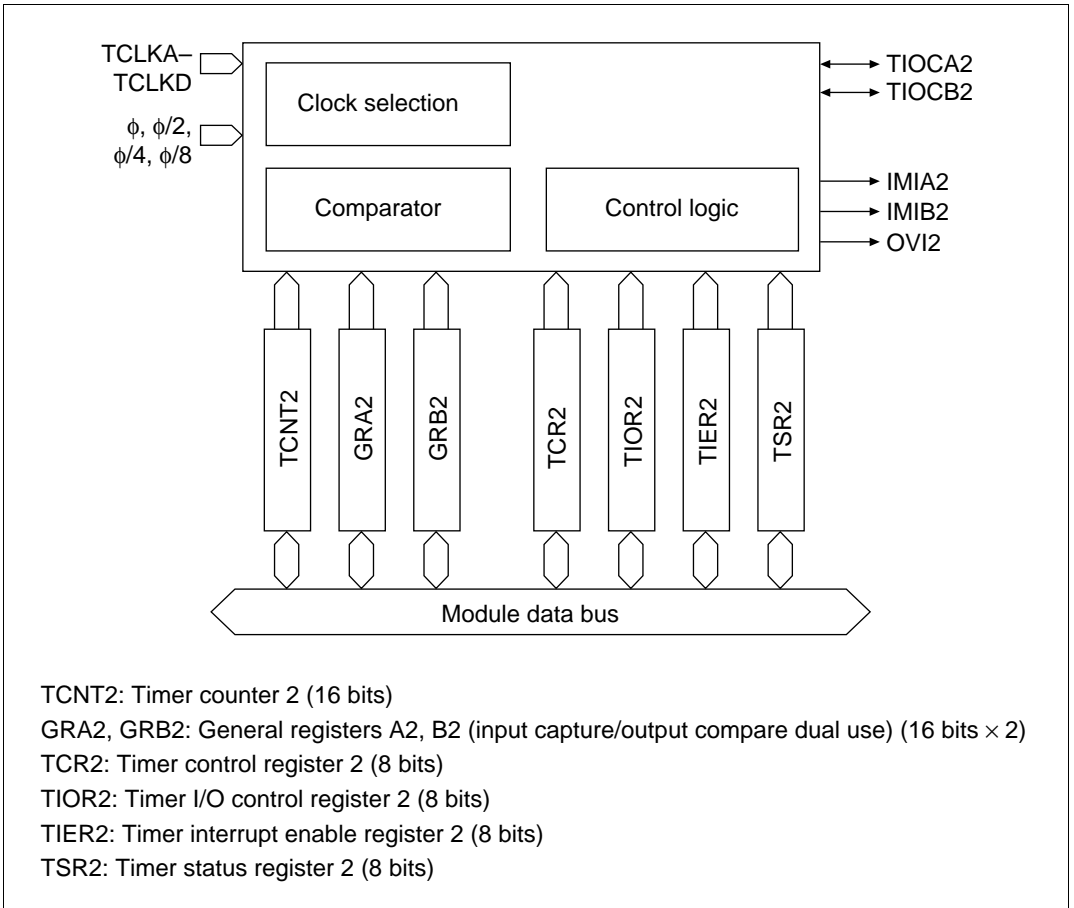 TCLKA–
TCLKD
ϕ, ϕ/2,
ϕ/4, ϕ/8
Clock selection
Comparator
Control logic
TIOCA2
TIOCB2
IMIA2
IMIB2
OVI2
TCNT2
GRA2
GRB2
TCR2
TIOR2
TIER2
TSR2
Module data bus
TCNT2: Timer counter 2 (16 bits)
GRA2, GRB2: General registers A2, B2 (input capture/output compare dual use) (16 bits × 2)
TCR2: Timer control register 2 (8 bits)
TIOR2: Timer I/O control register 2 (8 bits)
TIER2: Timer interrupt enable register 2 (8 bits)
TSR2: Timer status register 2 (8 bits)